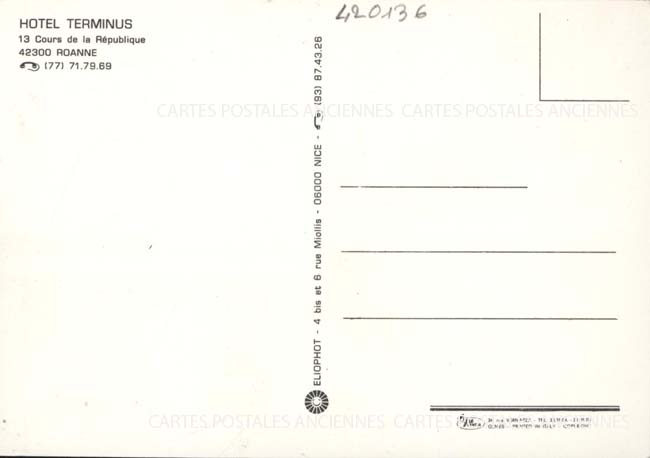 HOTEL TERMINUS
13 Cours de la République
42300 ROANNE
(77) 71.79.69
420136
CARTES POSTALES ANCIENNES CARTES POSTALES ANCIENNES
ELIOPHOT - 4 bis et 6 rue Miollis - 06000 NICE - (93) 87.43.26
CARTES POSTALES ANCIENNES CARTES POSTALES ANCIENNES